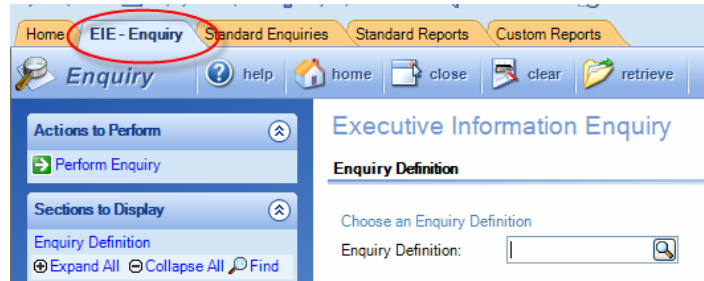 Home EIE - Enquiry Standard Enquiries Standard Reports Custom Reports
Enquiry help home close clear retrieve
Actions to Perform
Perform Enquiry
Sections to Display
Enquiry Definition
Expand All Collapse All Find
Executive Information Enquiry
Enquiry Definition
Choose an Enquiry Definition
Enquiry Definition: